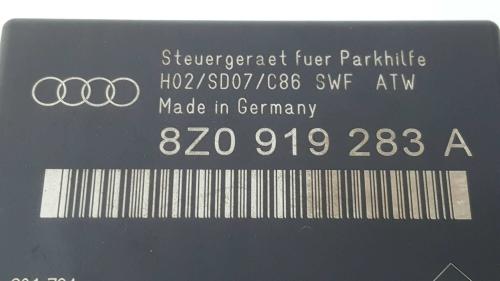 Steuergeraet fuer Parkhilfe
H02/SD07/C86 SWF ATW
Made in Germany
8Z0 919 283 A